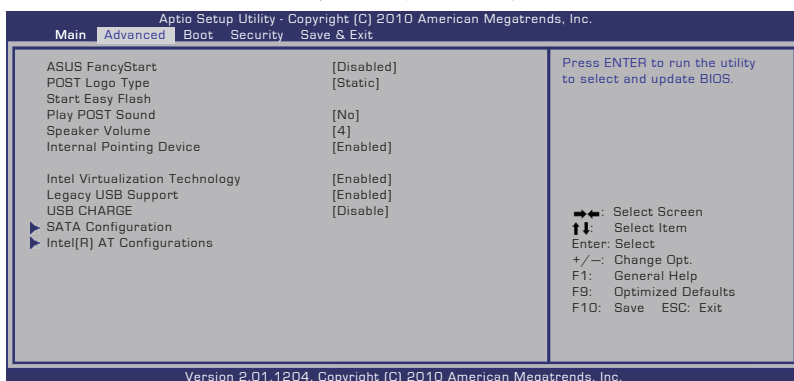 Aptio Setup Utility - Copyright (C) 2010 American Megatrends, Inc.
Main Advanced Boot Security Save & Exit
ASUS FancyStart [Disabled]
POST Logo Type [Static]
Start Easy Flash
Play POST Sound [No]
Speaker Volume [4]
Internal Pointing Device [Enabled]
Intel Virtualization Technology [Enabled]
Legacy USB Support [Enabled]
USB CHARGE [Disable]
SATA Configuration
Intel(R) AT Configurations
Press ENTER to run the utility
to select and update BIOS.
→←: Select Screen
↑↓: Select Item
Enter: Select
+/—: Change Opt.
F1: General Help
F9: Optimized Defaults
F10: Save ESC: Exit
Version 2.01.1204. Copyright (C) 2010 American Megatrends, Inc.